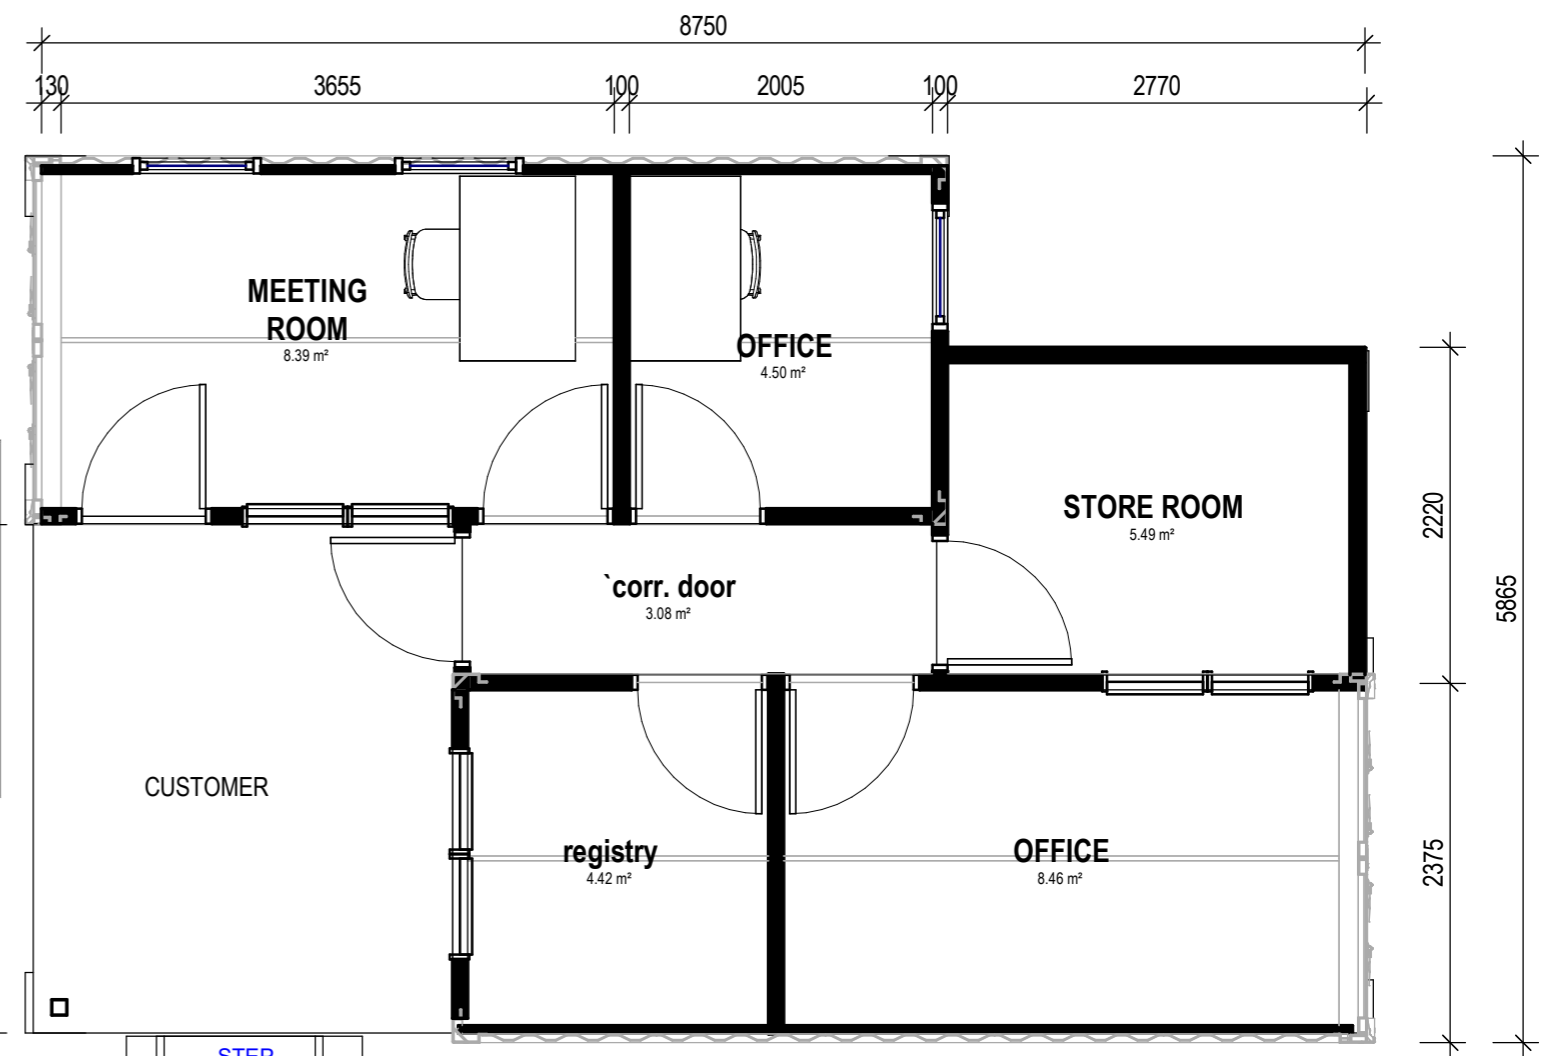 8750
130 3655 100 2005 100 2770
MEETING
ROOM
8.39 m²
OFFICE
4.50 m²
STORE ROOM
5.49 m²
2220
5865
`corr. door
3.08 m²
CUSTOMER
registry
4.42 m²
OFFICE
8.46 m²
2375
STEP